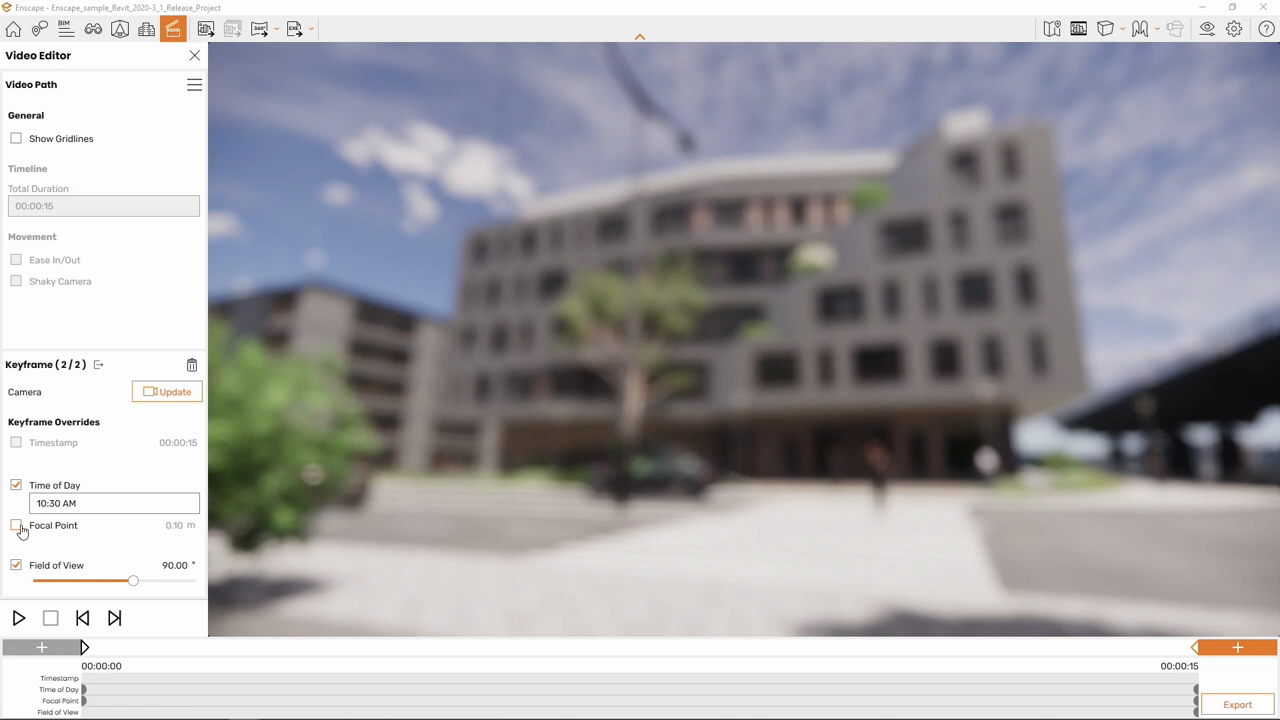 Enscape - Enscape_sample_Revit_2020-3_1_Release_Project
BIM
360°
EXE
Video Editor
Video Path
General
Show Gridlines
Timeline
Total Duration
00:00:15
Movement
Ease In/Out
Shaky Camera
Keyframe ( 2 / 2 )
Camera
Update
Keyframe Overrides
Timestamp 00:00:15
Time of Day
10:30 AM
Focal Point 0.10 m
Field of View 90.00 °
00:00:00 00:00:15
Timestamp
Time of Day
Focal Point
Field of View
Export